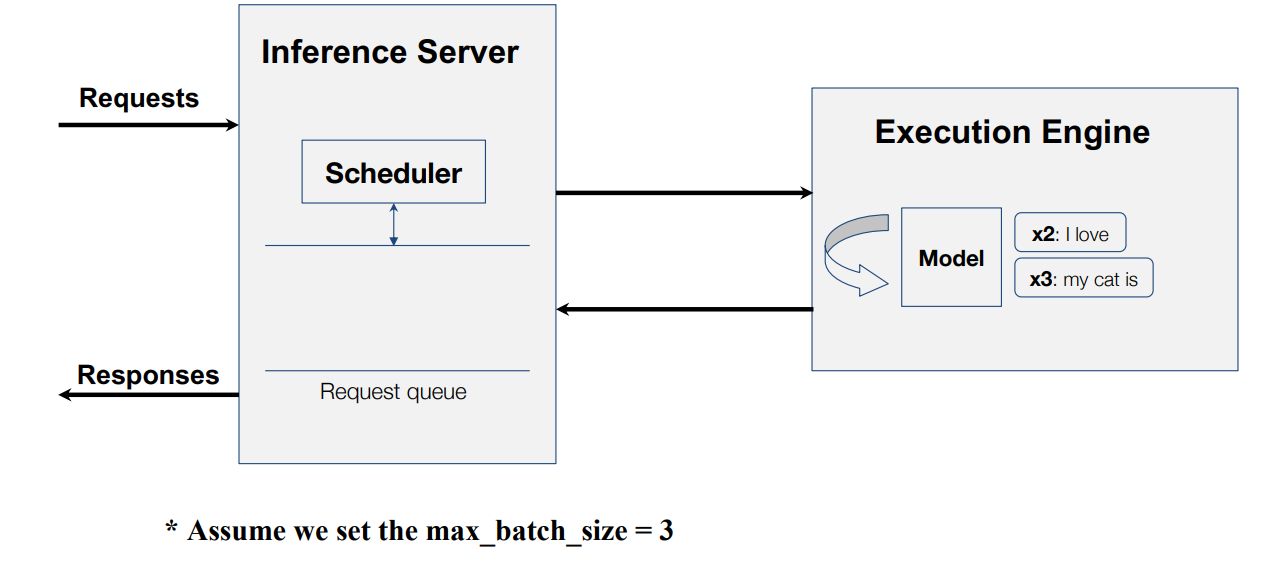 Inference Server
Requests
Scheduler
Request queue
Responses
Execution Engine
Model
x2: I love
x3: my cat is
* Assume we set the max_batch_size = 3